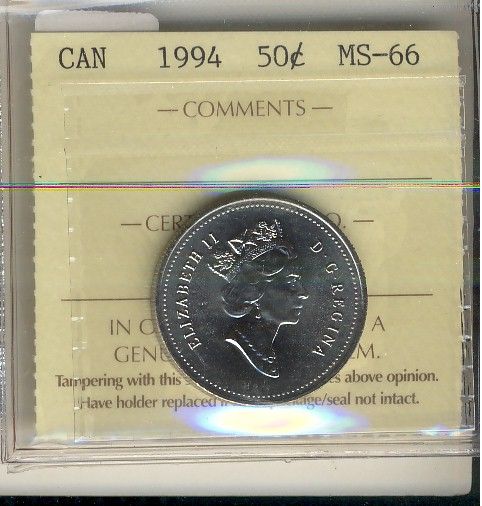 CAN 1994 50¢ MS-66
— COMMENTS —
— CERT O. —
ELIZABETH II D·G·REGINA
IN O A
GENU EM.
Tampering with this s above opinion.
Have holder replaced age/seal not intact.